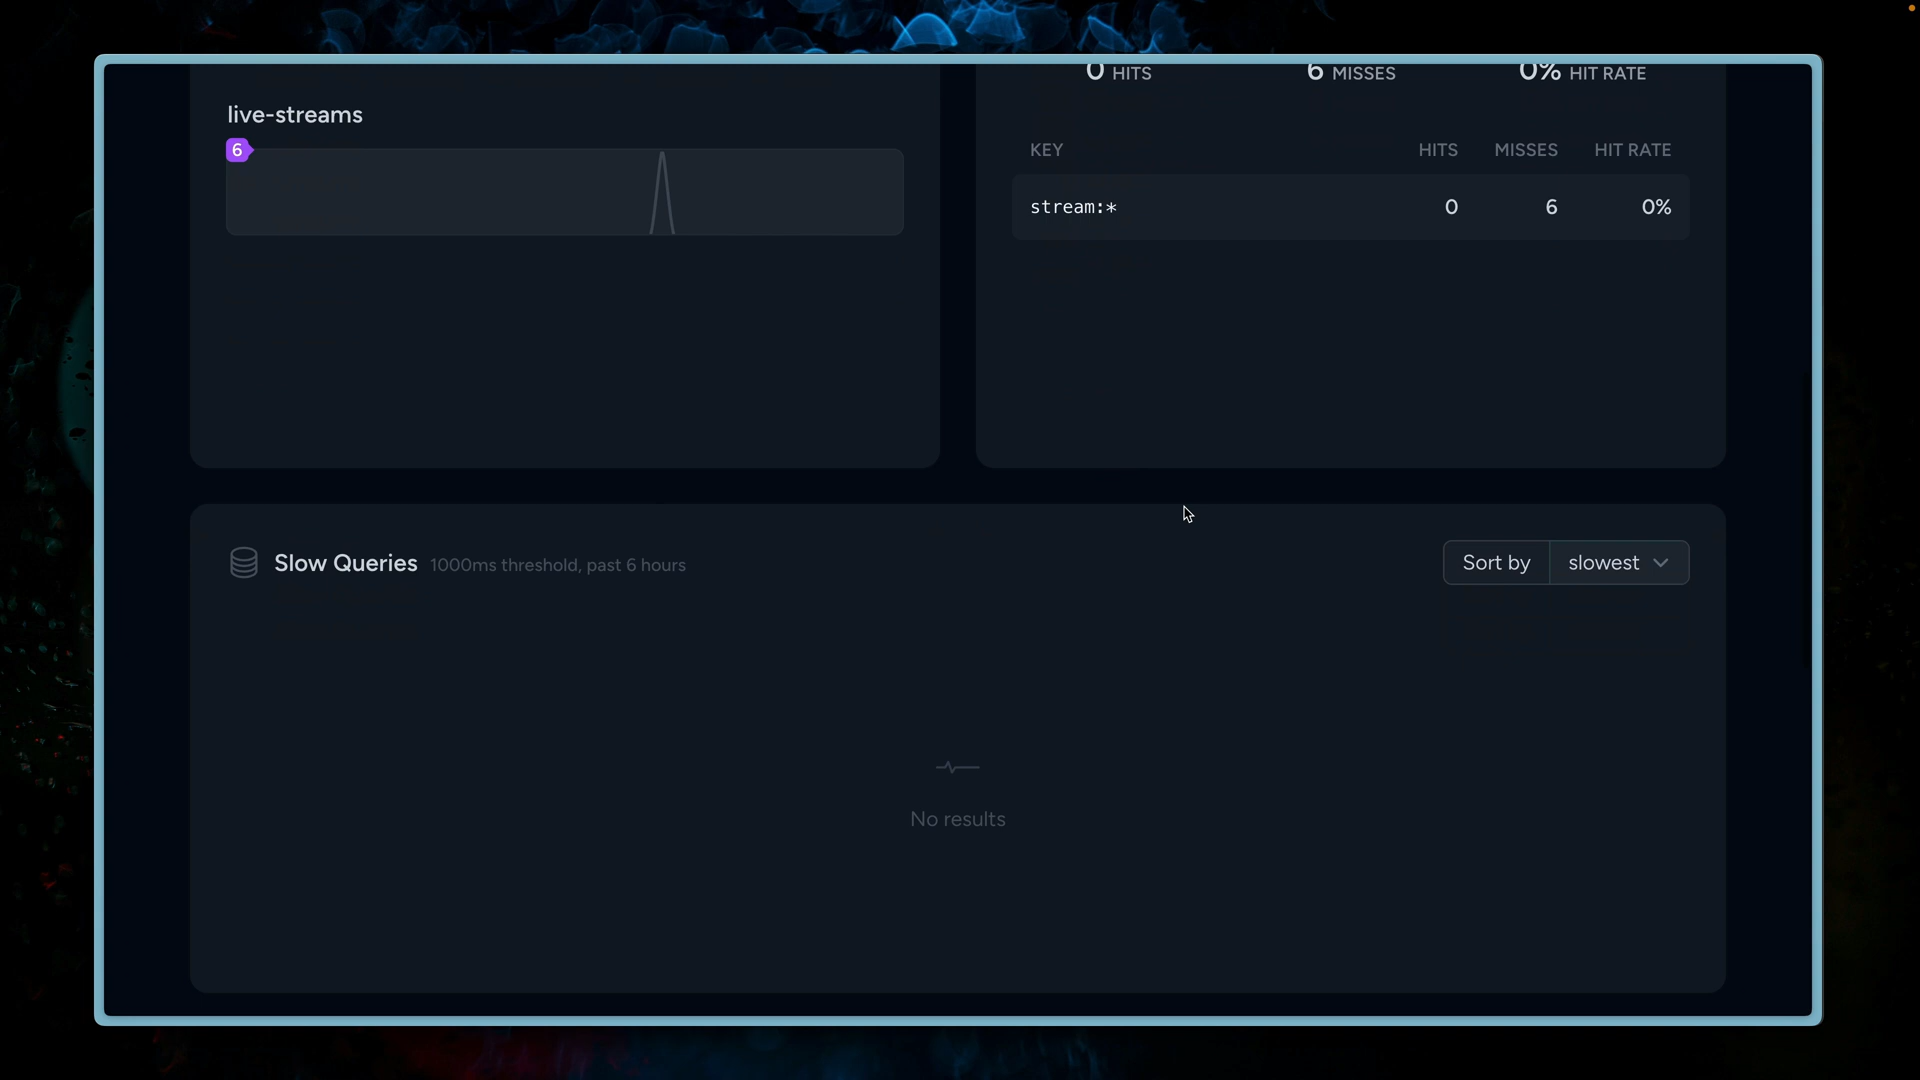 0 HITS 6 MISSES 0% HIT RATE
live-streams
6
KEY HITS MISSES HIT RATE
stream:* 0 6 0%
Slow Queries 1000ms threshold, past 6 hours Sort by slowest
No results